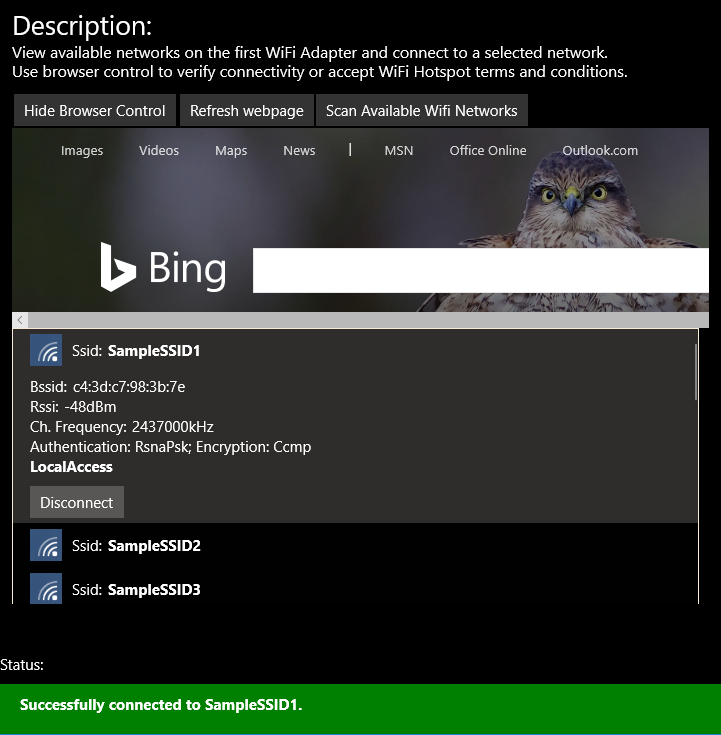 Description:
View available networks on the first WiFi Adapter and connect to a selected network.
Use browser control to verify connectivity or accept WiFi Hotspot terms and conditions.
Hide Browser Control Refresh webpage Scan Available Wifi Networks
Images Videos Maps News | MSN Office Online Outlook.com
Bing
Ssid: SampleSSID1
Bssid: c4:3d:c7:98:3b:7e
Rssi: -48dBm
Ch. Frequency: 2437000kHz
Authentication: RsnaPsk; Encryption: Ccmp
LocalAccess
Disconnect
Ssid: SampleSSID2
Ssid: SampleSSID3
Status:
Successfully connected to SampleSSID1.